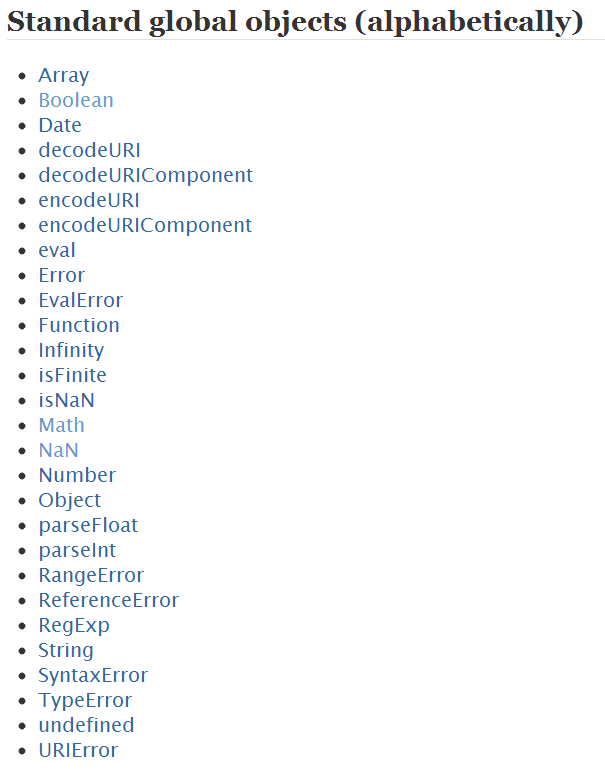 Standard global objects (alphabetically)
Array
Boolean
Date
decodeURI
decodeURIComponent
encodeURI
encodeURIComponent
eval
Error
EvalError
Function
Infinity
isFinite
isNaN
Math
NaN
Number
Object
parseFloat
parseInt
RangeError
ReferenceError
RegExp
String
SyntaxError
TypeError
undefined
URIError